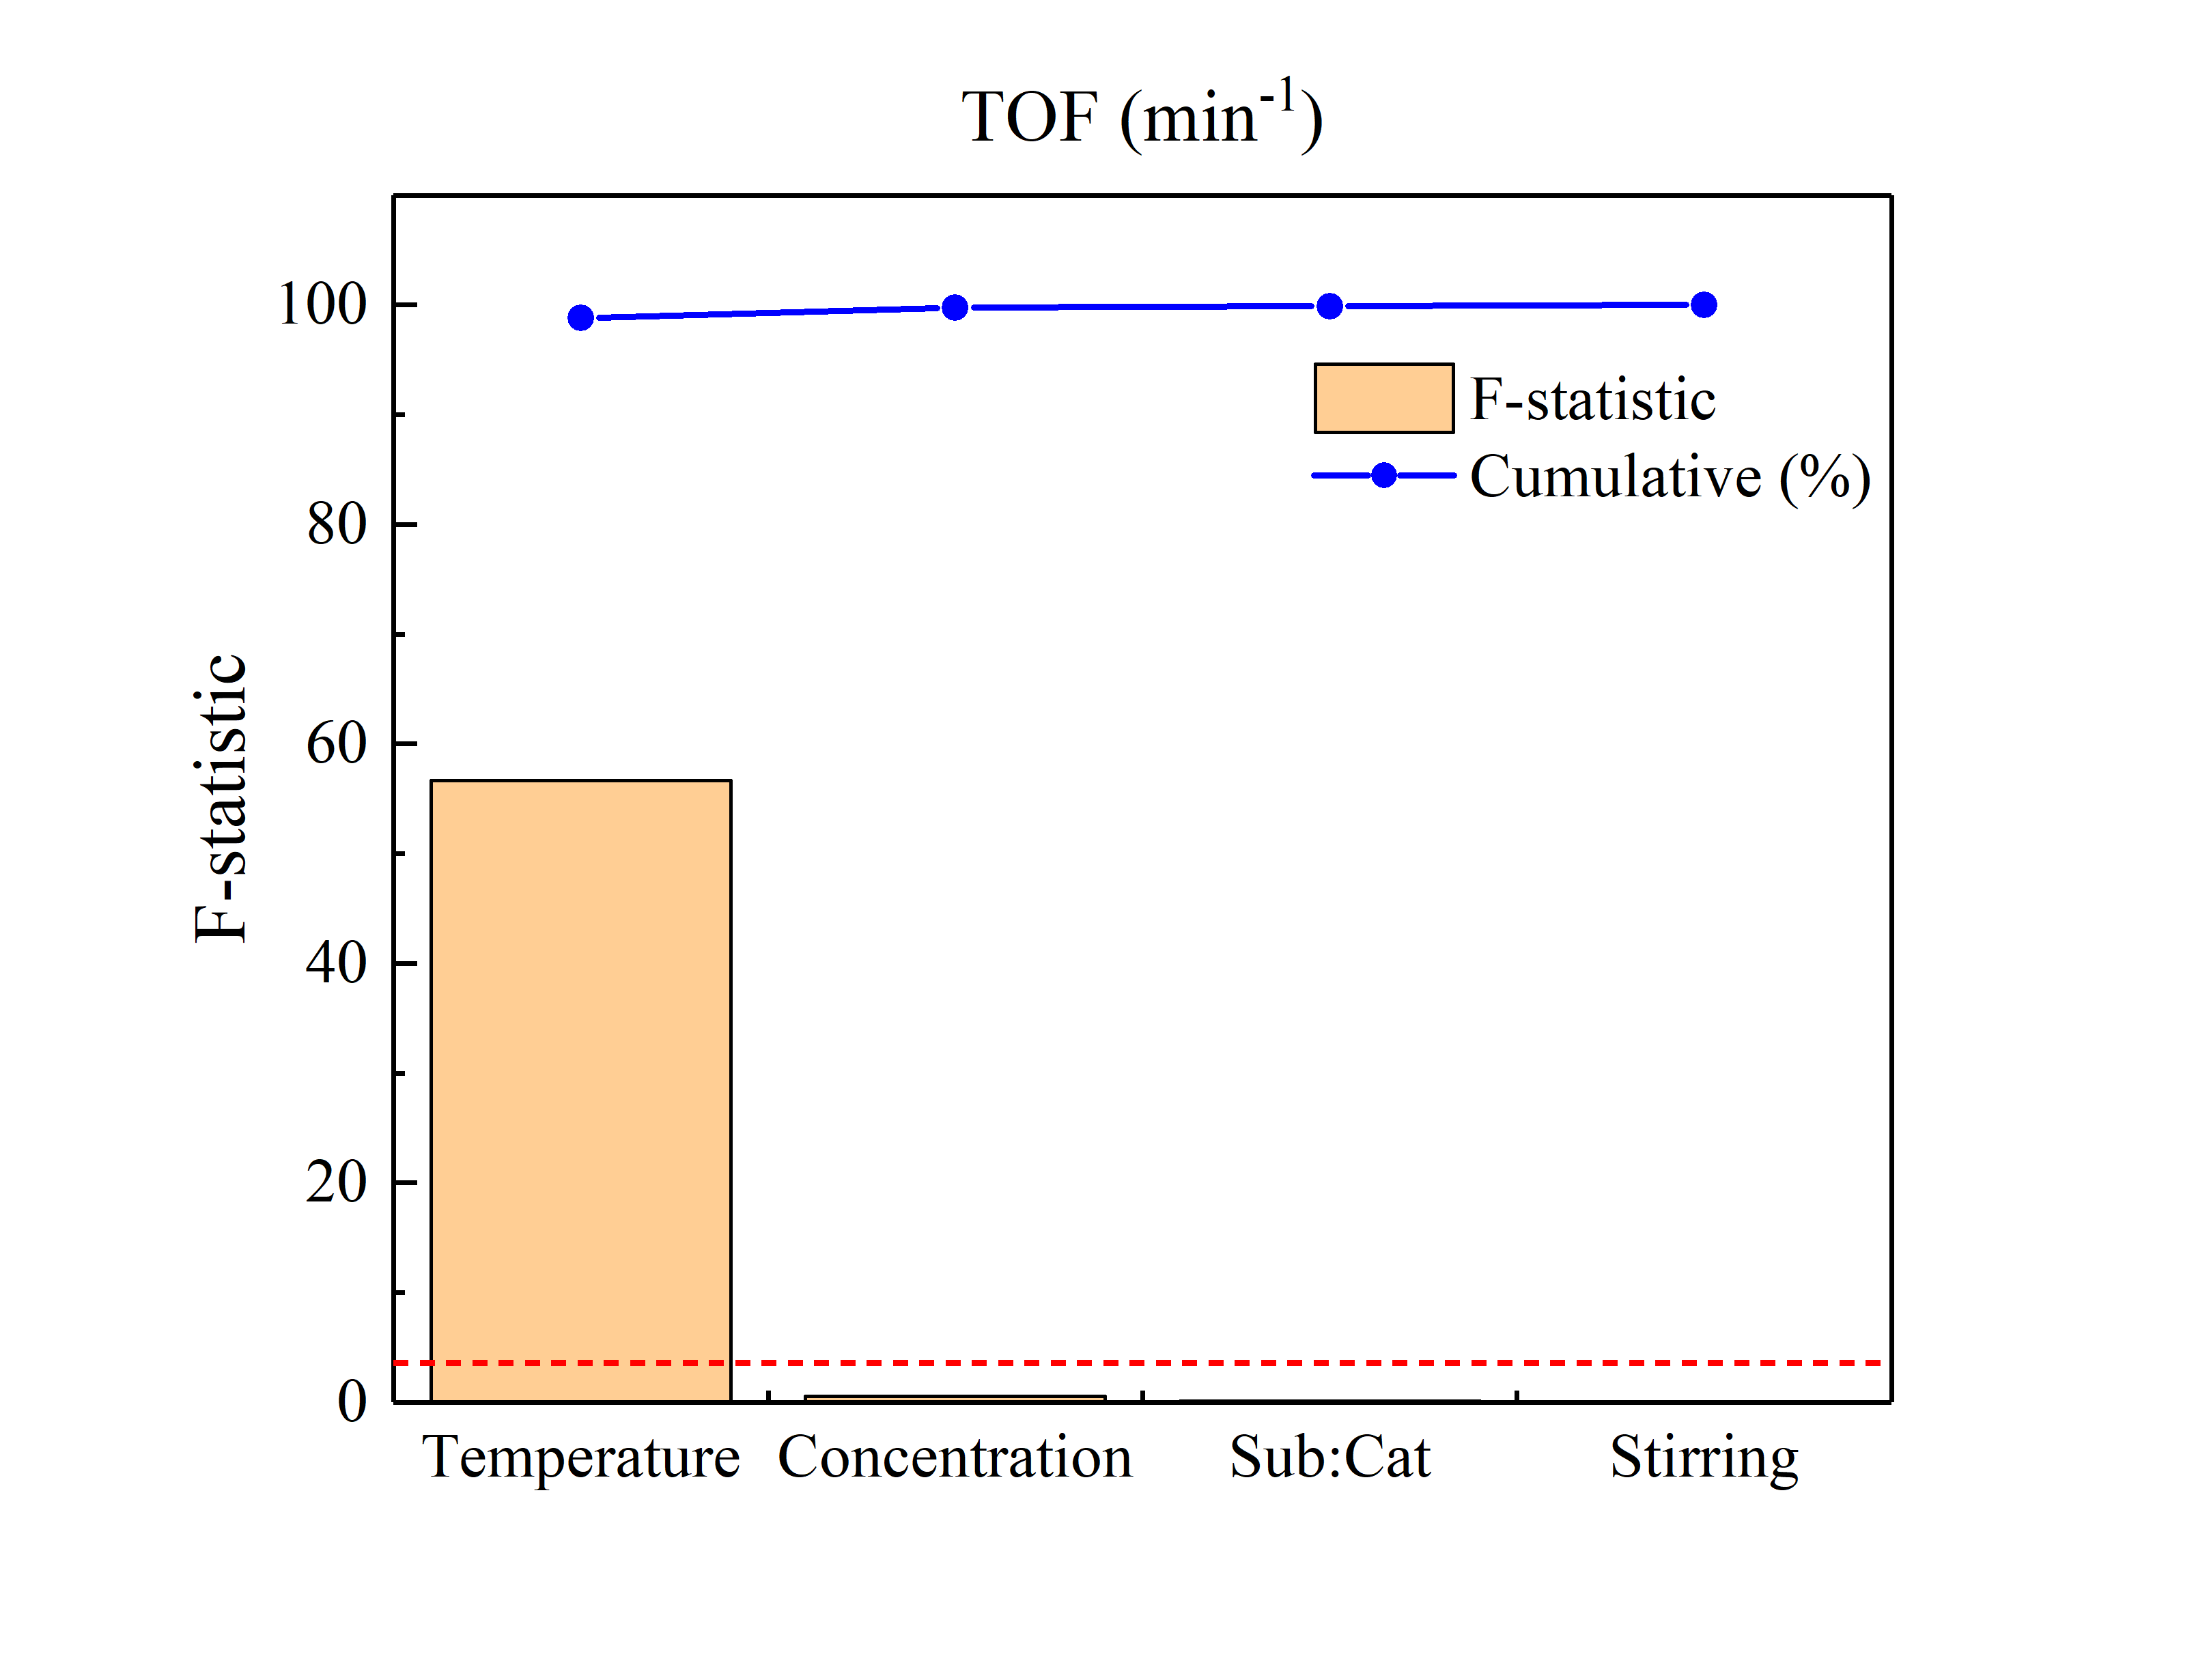 TOF (min⁻¹)
F-statistic
100
80
60
40
20
0
F-statistic
Cumulative (%)
Temperature
Concentration
Sub:Cat
Stirring